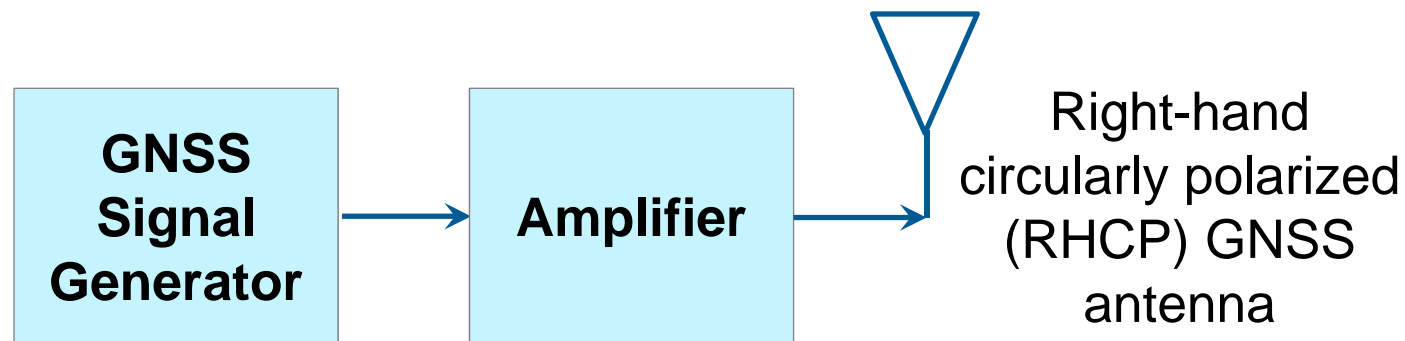 GNSS
Signal
Generator
Amplifier
Right-hand
circularly polarized
(RHCP) GNSS
antenna